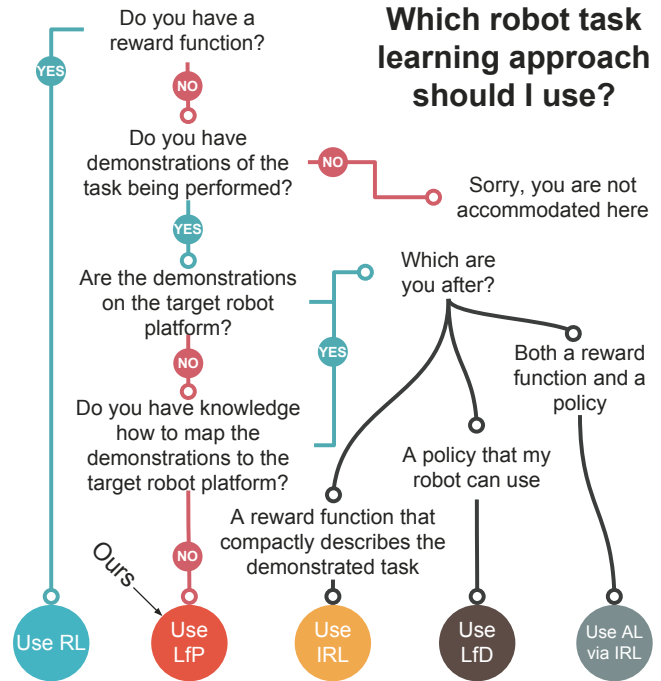 Which robot task
learning approach
should I use?
Do you have a
reward function?
YES
NO
Do you have
demonstrations of the
task being performed?
NO
Sorry, you are not
accommodated here
YES
Are the demonstrations
on the target robot
platform?
Which are
you after?
YES
NO
Both a reward
function and a
policy
Do you have knowledge
how to map the
demonstrations to the
target robot platform?
A policy that my
robot can use
A reward function that
compactly describes the
demonstrated task
NO
Ours
Use RL
Use
LfP
Use
IRL
Use
LfD
Use AL
via IRL